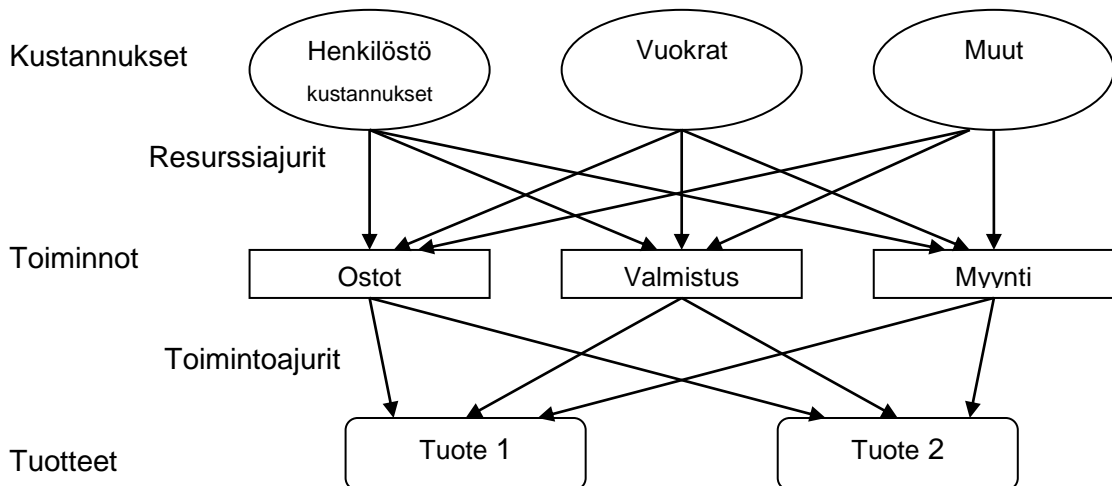 Kustannukset
Henkilöstö
kustannukset
Vuokrat
Muut
Resurssiajurit
Toiminnot
Ostot
Valmistus
Myynti
Toimintoajurit
Tuotteet
Tuote 1
Tuote 2